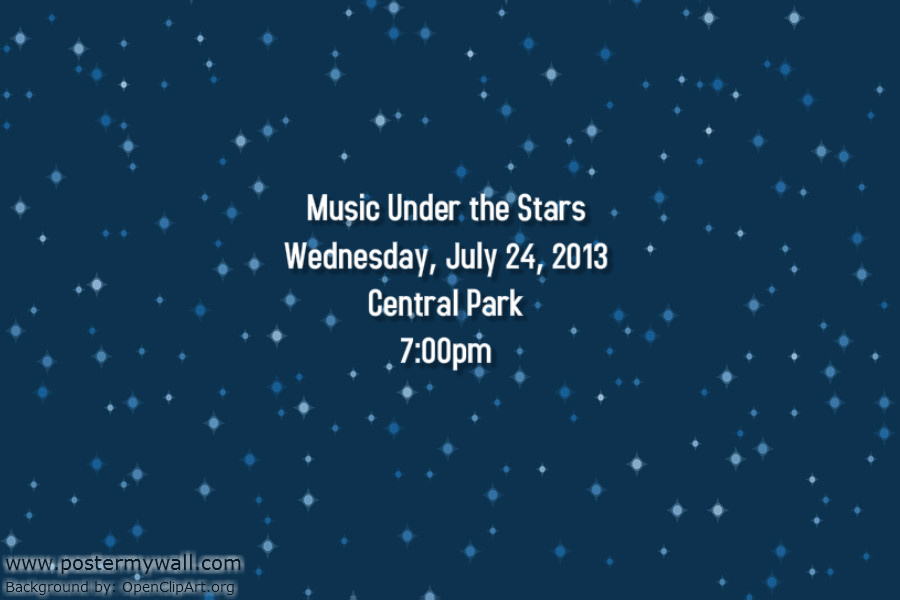 Music Under the Stars
Wednesday, July 24, 2013
Central Park
7:00pm
www.postermywall.com
Background by: OpenClipArt.org